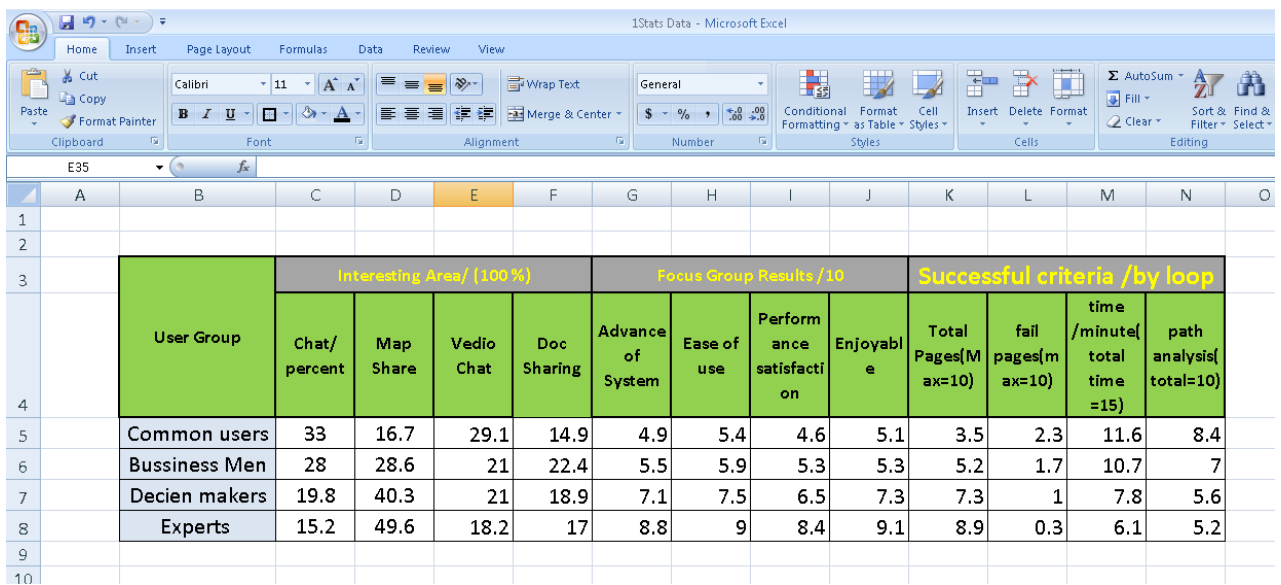 1Stats Data - Microsoft Excel
Home Insert Page Layout Formulas Data Review View
Paste
Cut
Copy
Format Painter
Clipboard
Calibri 11
B I U
Font
Wrap Text
Merge & Center
Alignment
General
$ % ,
Number
Conditional Formatting
Format as Table
Cell Styles
Styles
Insert Delete Format
Cells
Σ AutoSum
Fill
Clear
Sort & Filter
Find & Select
Editing
E35 fx
A B C D E F G H I J K L M N O
1
2
3 Interesting Area/ (100%) Focus Group Results /10 Successful criteria /by loop
4 User Group Chat/ percent Map Share Vedio Chat Doc Sharing Advance of System Ease of use Perform ance satisfacti on Enjoyabl e Total Pages(M ax=10) fail pages(m ax=10) time /minute( total time =15) path analysis( total=10)
5 Common users 33 16.7 29.1 14.9 4.9 5.4 4.6 5.1 3.5 2.3 11.6 8.4
6 Bussiness Men 28 28.6 21 22.4 5.5 5.9 5.3 5.3 5.2 1.7 10.7 7
7 Decien makers 19.8 40.3 21 18.9 7.1 7.5 6.5 7.3 7.3 1 7.8 5.6
8 Experts 15.2 49.6 18.2 17 8.8 9 8.4 9.1 8.9 0.3 6.1 5.2
9
10